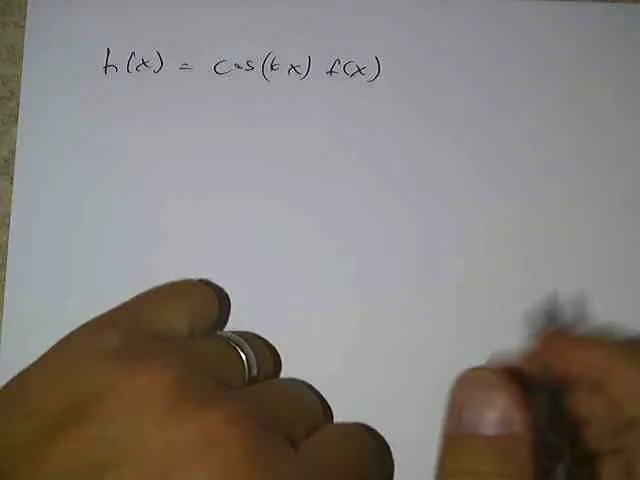 h(x) = cos(kx) f(x)